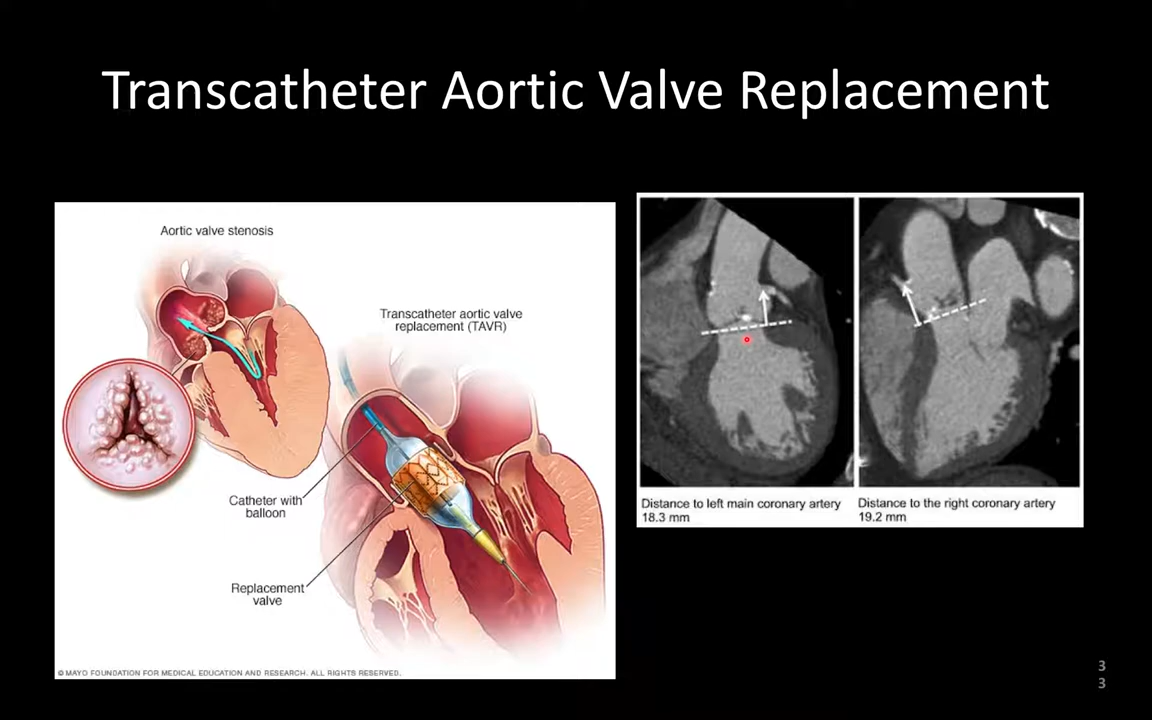 Transcatheter Aortic Valve Replacement
Aortic valve stenosis
Transcatheter aortic valve
replacement (TAVR)
Catheter with
balloon
Replacement
valve
© MAYO FOUNDATION FOR MEDICAL EDUCATION AND RESEARCH. ALL RIGHTS RESERVED.
Distance to left main coronary artery
18.3 mm
Distance to the right coronary artery
19.2 mm
3
3